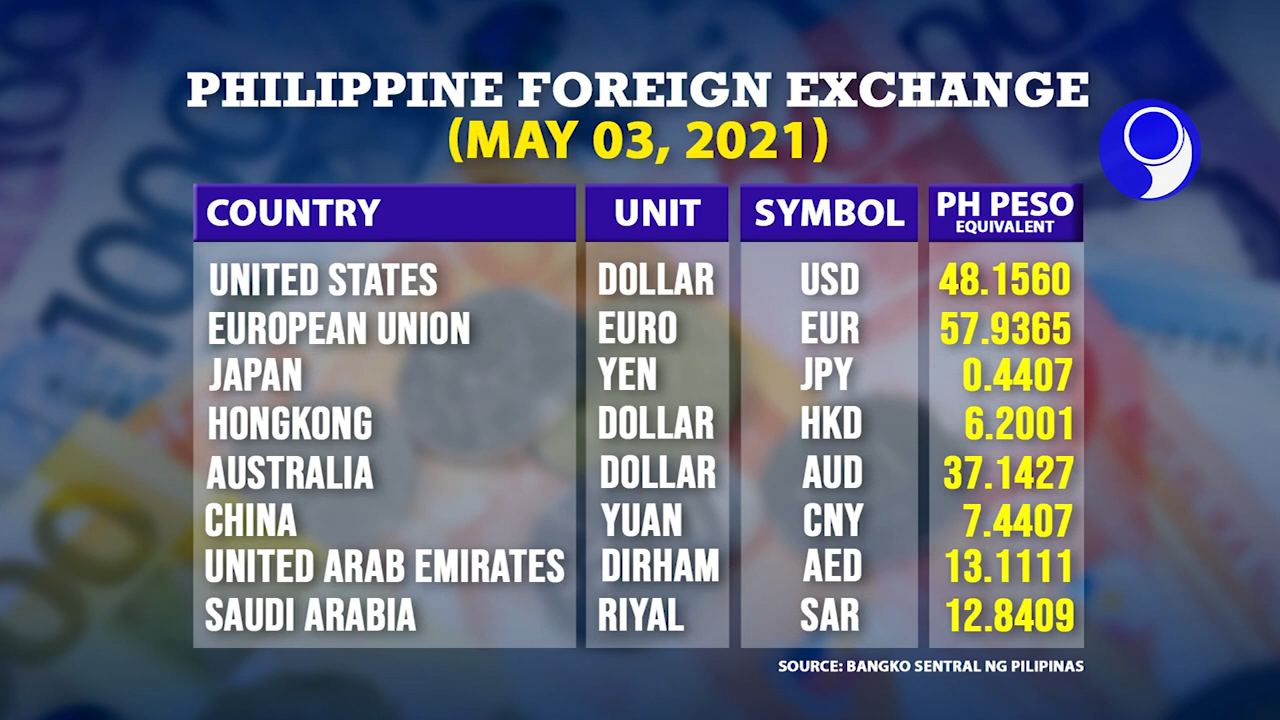 PHILIPPINE FOREIGN EXCHANGE
(MAY 03, 2021)
COUNTRY UNIT SYMBOL PH PESO EQUIVALENT
UNITED STATES DOLLAR USD 48.1560
EUROPEAN UNION EURO EUR 57.9365
JAPAN YEN JPY 0.4407
HONGKONG DOLLAR HKD 6.2001
AUSTRALIA DOLLAR AUD 37.1427
CHINA YUAN CNY 7.4407
UNITED ARAB EMIRATES DIRHAM AED 13.1111
SAUDI ARABIA RIYAL SAR 12.8409
SOURCE: BANGKO SENTRAL NG PILIPINAS